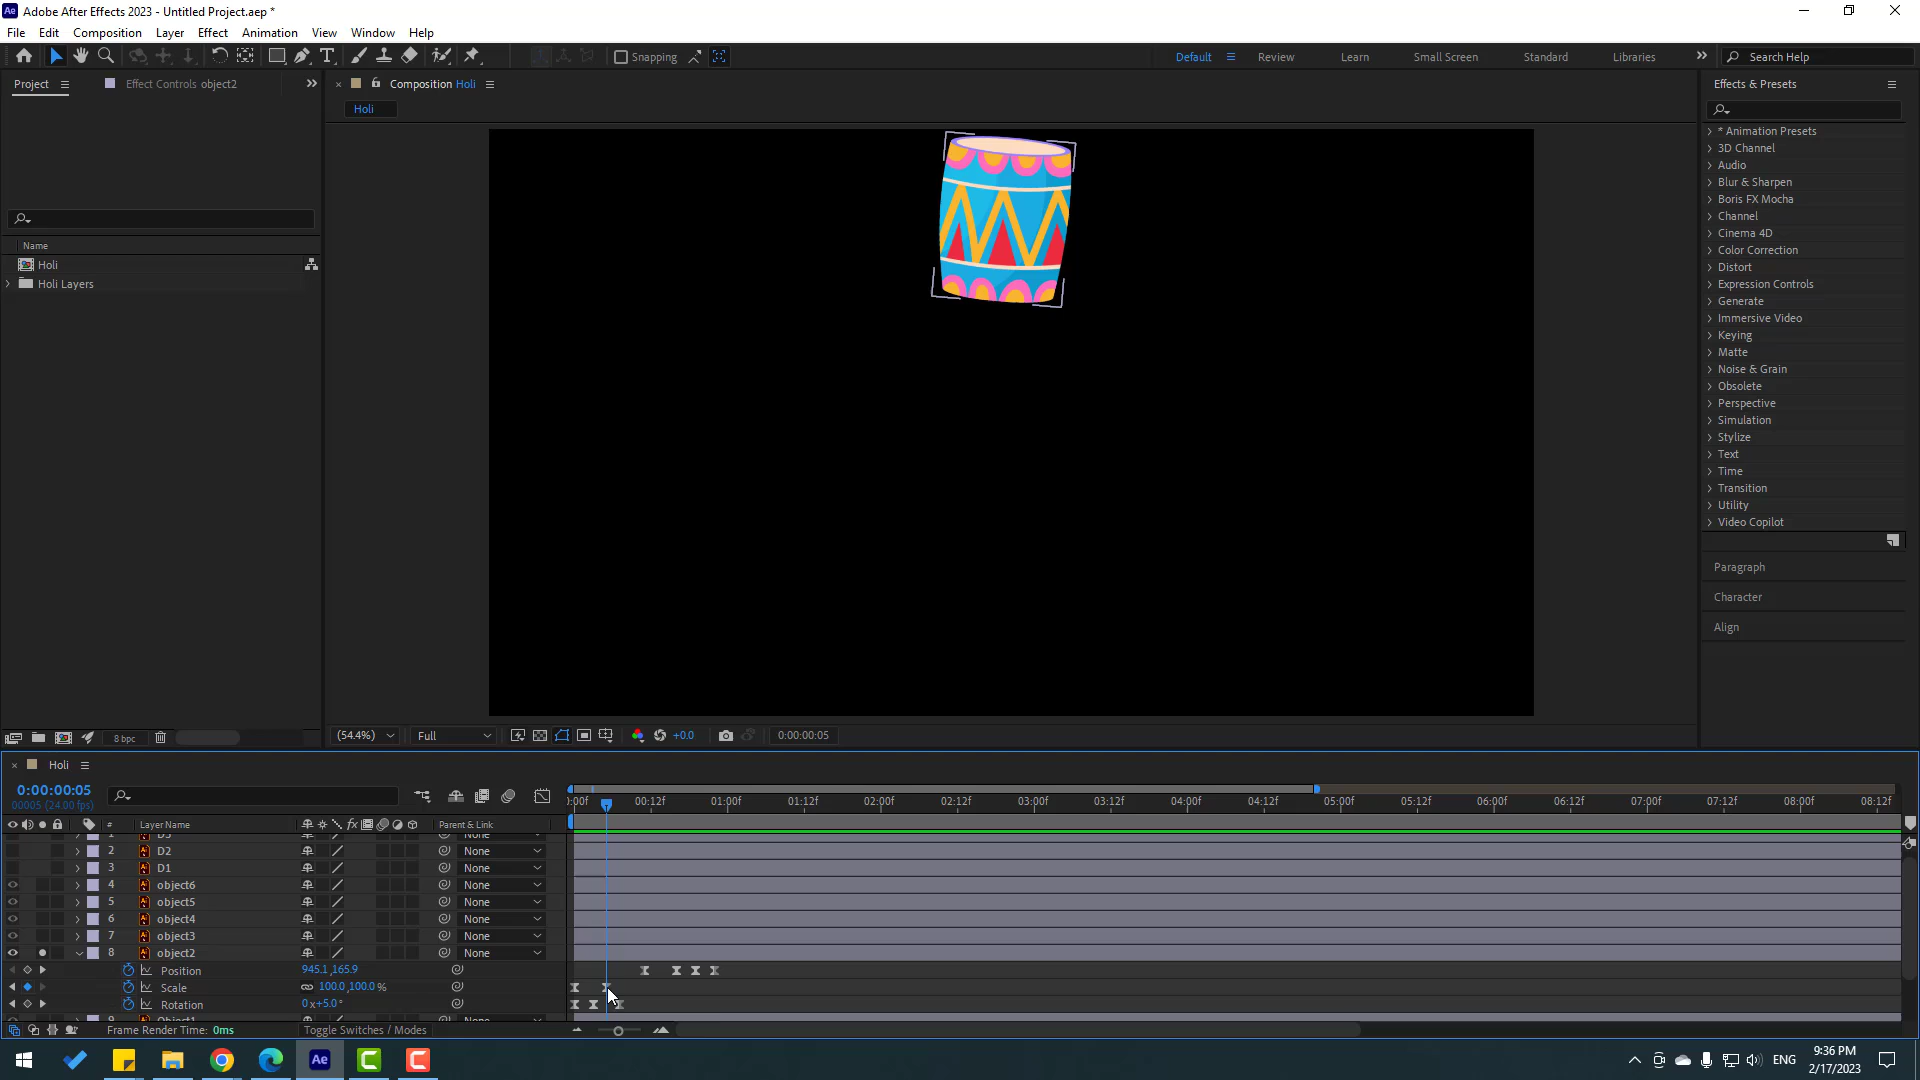 Adobe After Effects 2023 - Untitled Project.aep *
File Edit Composition Layer Effect Animation View Window Help
Snapping Default Review Learn Small Screen Standard Libraries Search Help
Project Effect Controls object2 Composition Holi Effects & Presets
Holi
* Animation Presets
3D Channel
Audio
Blur & Sharpen
Boris FX Mocha
Channel
Cinema 4D
Color Correction
Distort
Expression Controls
Generate
Immersive Video
Keying
Matte
Noise & Grain
Obsolete
Perspective
Simulation
Stylize
Text
Time
Transition
Utility
Video Copilot
Paragraph
Character
Align
Name
Holi
Holi Layers
8 bpc
(54.4%) Full +0.0 0:00:00:05
Holi
0:00:00:05
00005 (24.00 fps)
:00f 00:12f 01:00f 01:12f 02:00f 02:12f 03:00f 03:12f 04:00f 04:12f 05:00f 05:12f 06:00f 06:12f 07:00f 07:12f 08:00f 08:12f
# Layer Name fx Parent & Link
2 D2 None
3 D1 None
4 object6 None
5 object5 None
6 object4 None
7 object3 None
8 object2 None
Position 945.1,165.9
Scale 100.0,100.0 %
Rotation 0x+5.0°
Frame Render Time: 0ms Toggle Switches / Modes
Ae ENG 9:36 PM
2/17/2023